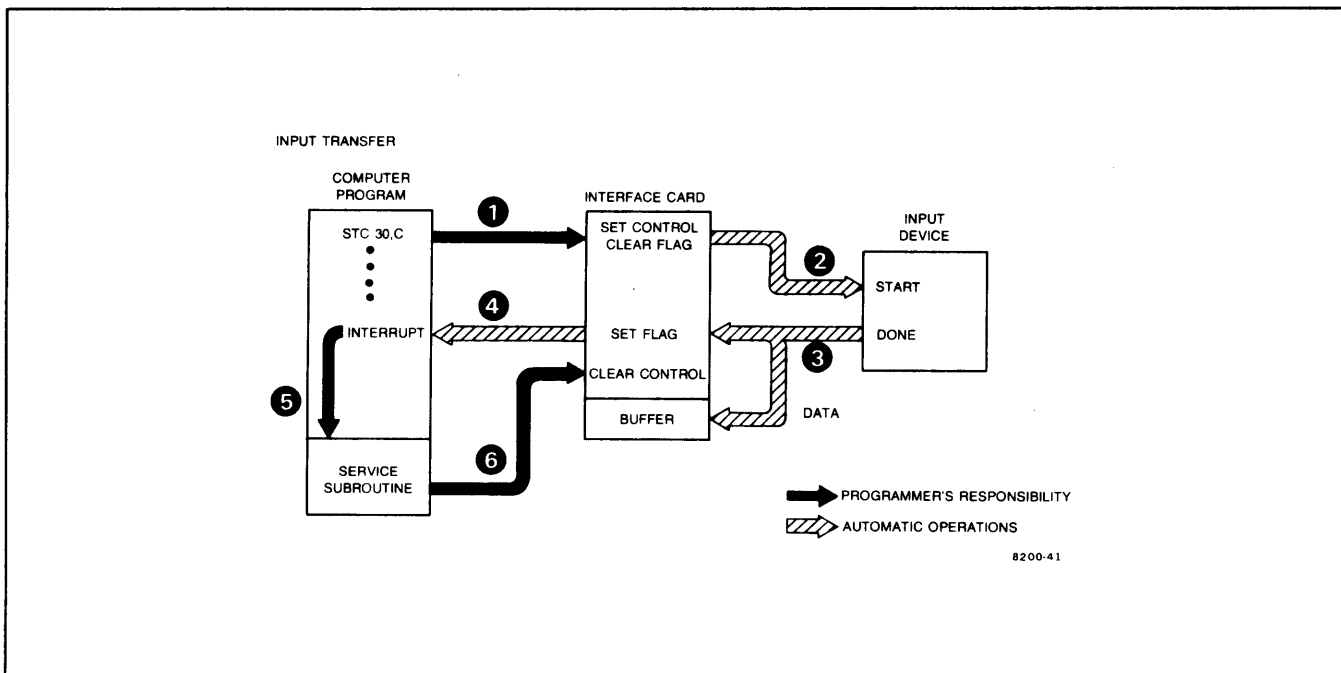 INPUT TRANSFER
COMPUTER
PROGRAM
STC 30,C
INTERRUPT
SERVICE
SUBROUTINE
1
4
5
6
INTERFACE CARD
SET CONTROL
CLEAR FLAG
SET FLAG
CLEAR CONTROL
BUFFER
2
3
DATA
INPUT
DEVICE
START
DONE
PROGRAMMER'S RESPONSIBILITY
AUTOMATIC OPERATIONS
8200-41